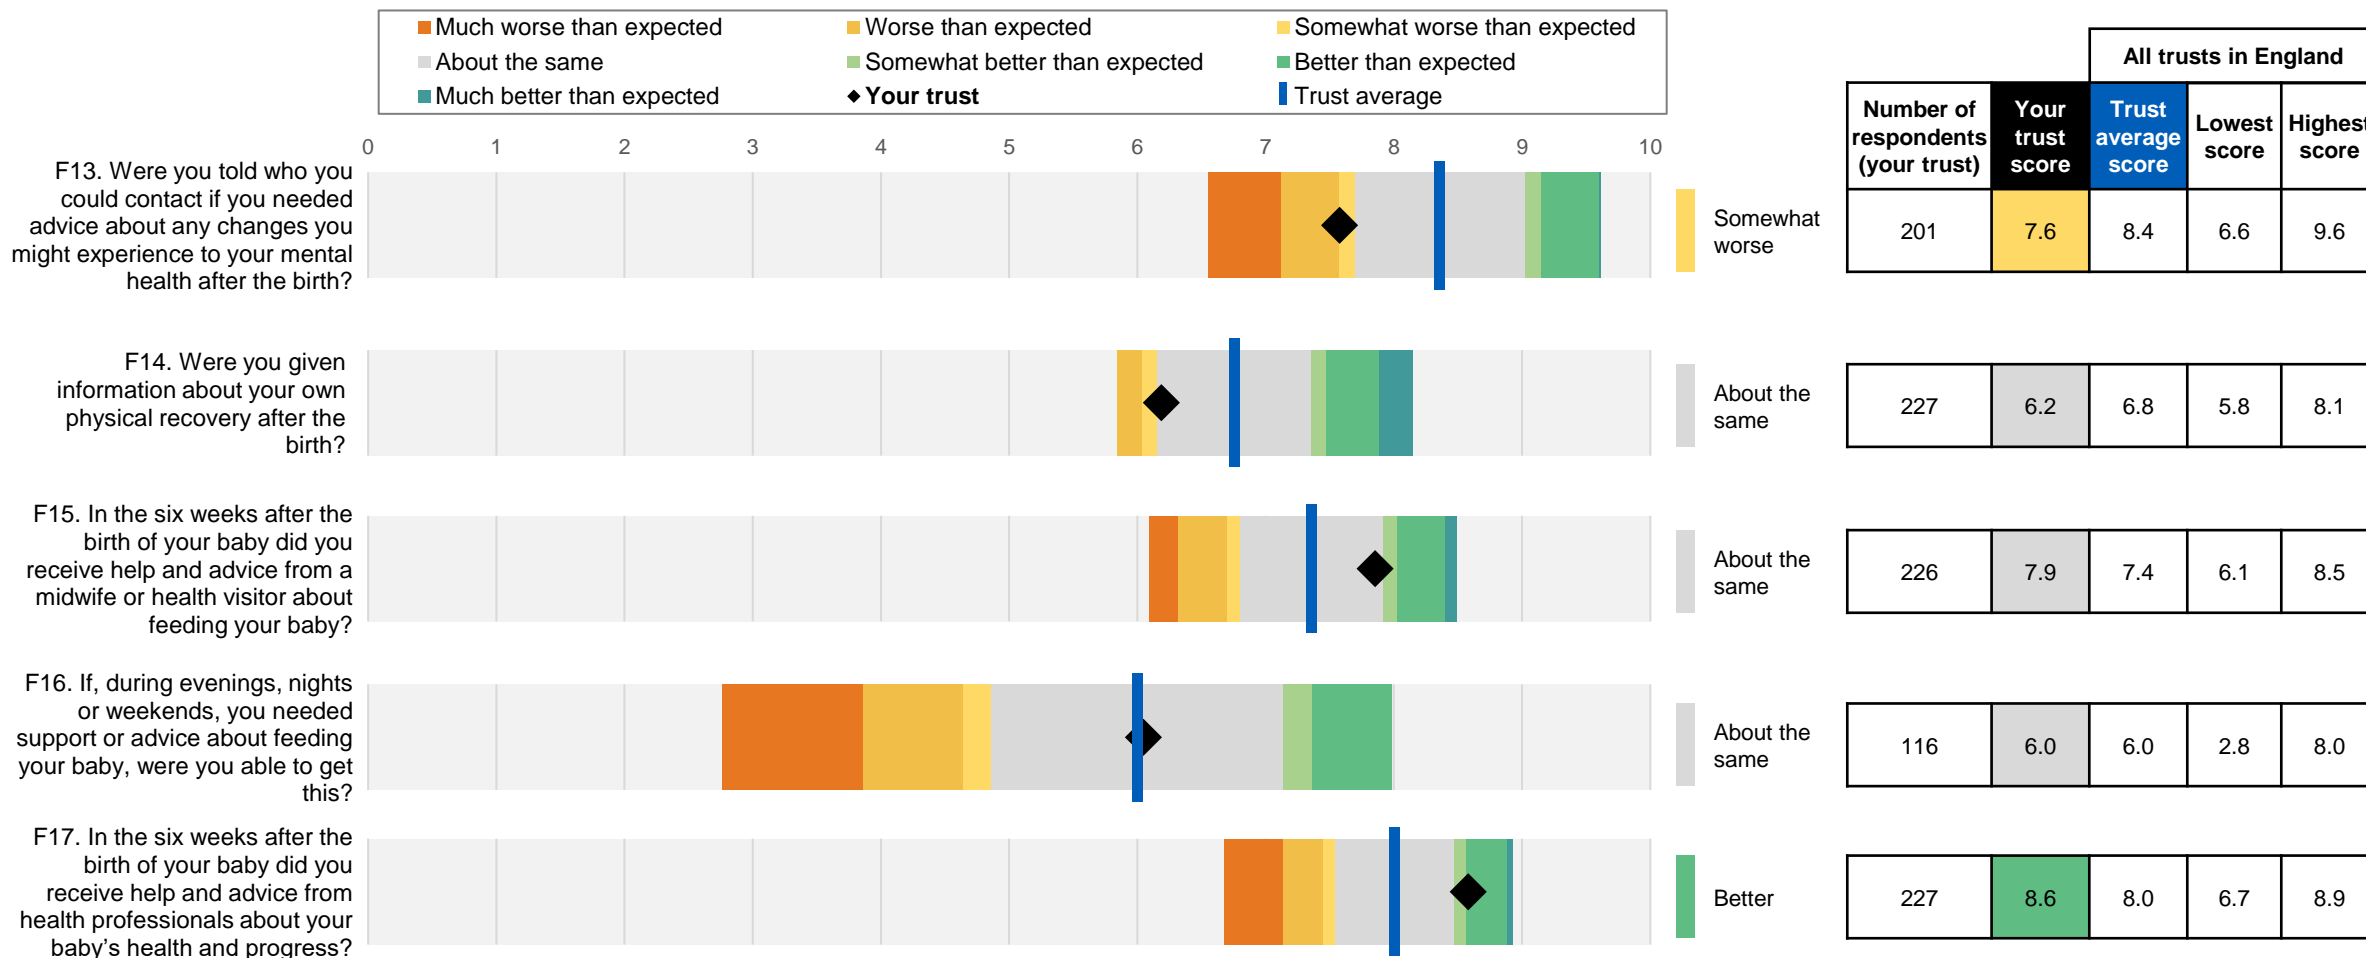 Much worse than expected
Worse than expected
Somewhat worse than expected
About the same
Somewhat better than expected
Better than expected
Much better than expected
Your trust
Trust average
All trusts in England
Number of
respondents
(your trust)
Your
trust
score
Trust
average
score
Lowest
score
Highest
score
0 1 2 3 4 5 6 7 8 9 10
F13. Were you told who you
could contact if you needed
advice about any changes you
might experience to your mental
health after the birth?
Somewhat
worse
201 7.6 8.4 6.6 9.6
F14. Were you given
information about your own
physical recovery after the
birth?
About the
same
227 6.2 6.8 5.8 8.1
F15. In the six weeks after the
birth of your baby did you
receive help and advice from a
midwife or health visitor about
feeding your baby?
About the
same
226 7.9 7.4 6.1 8.5
F16. If, during evenings, nights
or weekends, you needed
support or advice about feeding
your baby, were you able to get
this?
About the
same
116 6.0 6.0 2.8 8.0
F17. In the six weeks after the
birth of your baby did you
receive help and advice from
health professionals about your
baby's health and progress?
Better
227 8.6 8.0 6.7 8.9